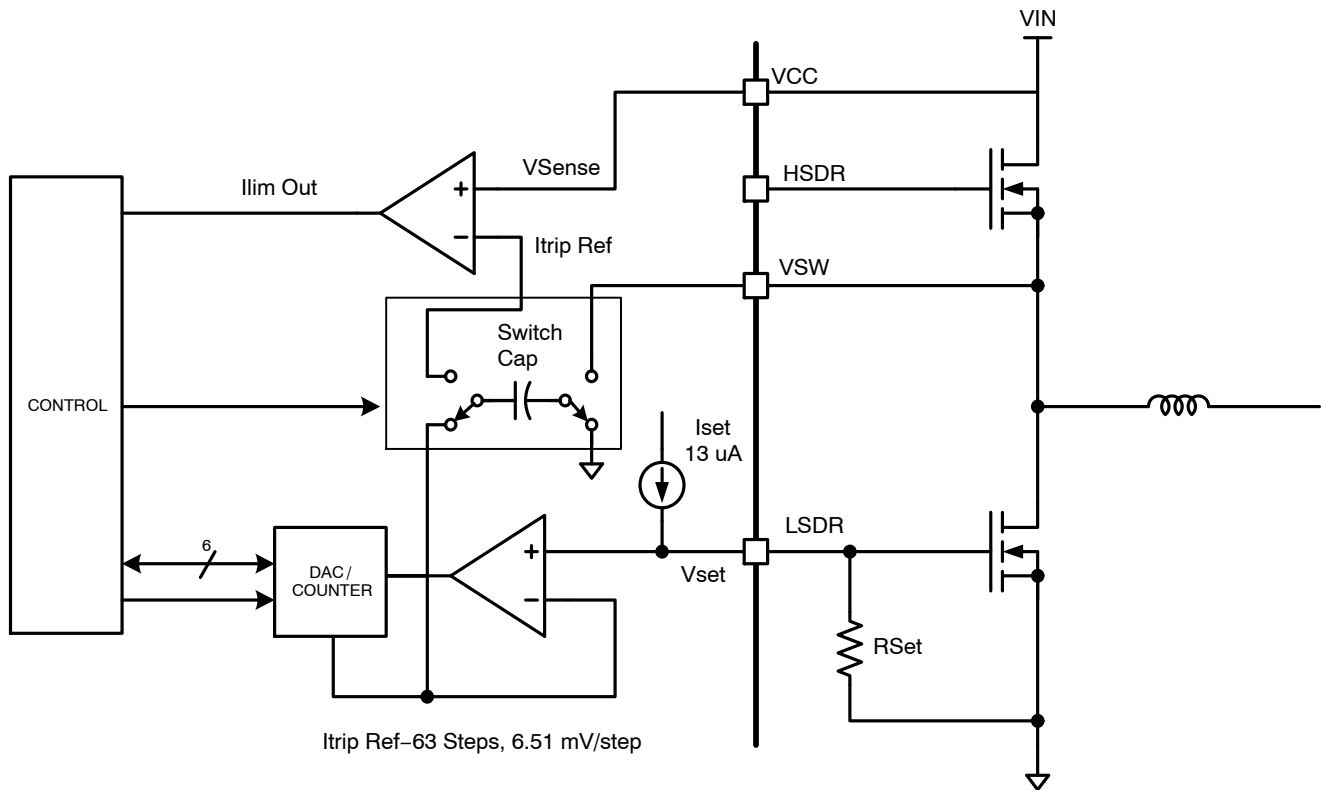 VIN
VCC
VSense
HSDR
Ilim Out
+
−
Itrip Ref
VSW
Switch
Cap
CONTROL
Iset
13 uA
LSDR
6
+
Vset
DAC /
COUNTER
−
RSet
Itrip Ref−63 Steps, 6.51 mV/step